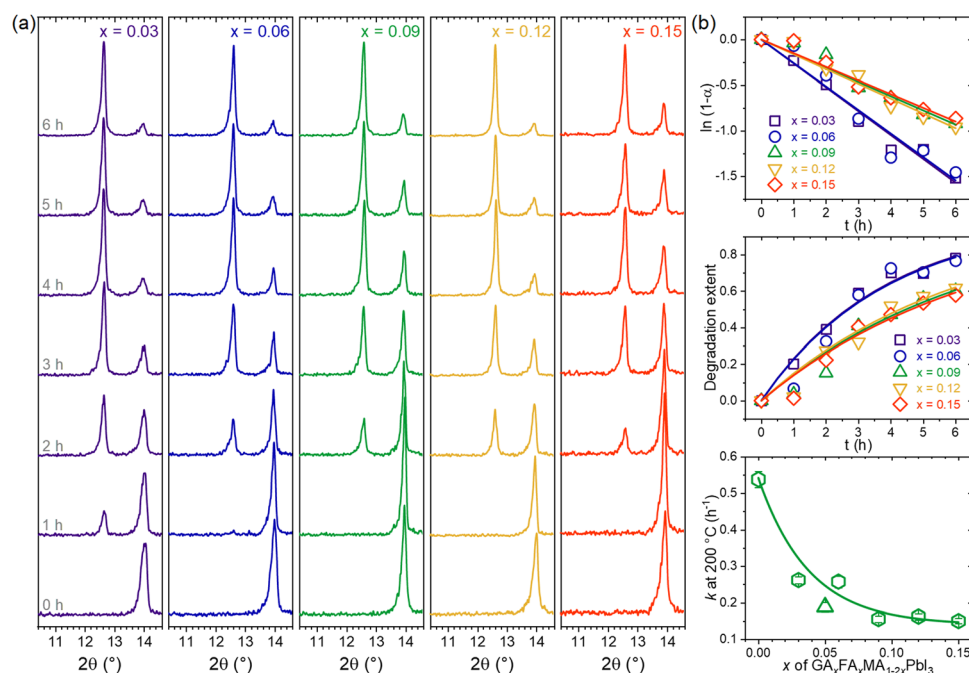 (a)
x = 0.03
x = 0.06
x = 0.09
x = 0.12
x = 0.15
6 h
5 h
4 h
3 h
2 h
1 h
0 h
11 12 13 14
11 12 13 14
11 12 13 14
11 12 13 14
11 12 13 14
2θ (°)
2θ (°)
2θ (°)
2θ (°)
2θ (°)
(b)
0.0
-0.5
-1.0
-1.5
ln (1-α)
x = 0.03
x = 0.06
x = 0.09
x = 0.12
x = 0.15
0 1 2 3 4 5 6
t (h)
0.8
0.6
0.4
0.2
0.0
Degradation extent
x = 0.03
x = 0.06
x = 0.09
x = 0.12
x = 0.15
0 1 2 3 4 5 6
t (h)
0.6
0.5
0.4
0.3
0.2
0.1
k at 200 °C (h⁻¹)
0.00 0.05 0.10 0.15
x of GAₓFAₓMA₁₋₂ₓPbI₃